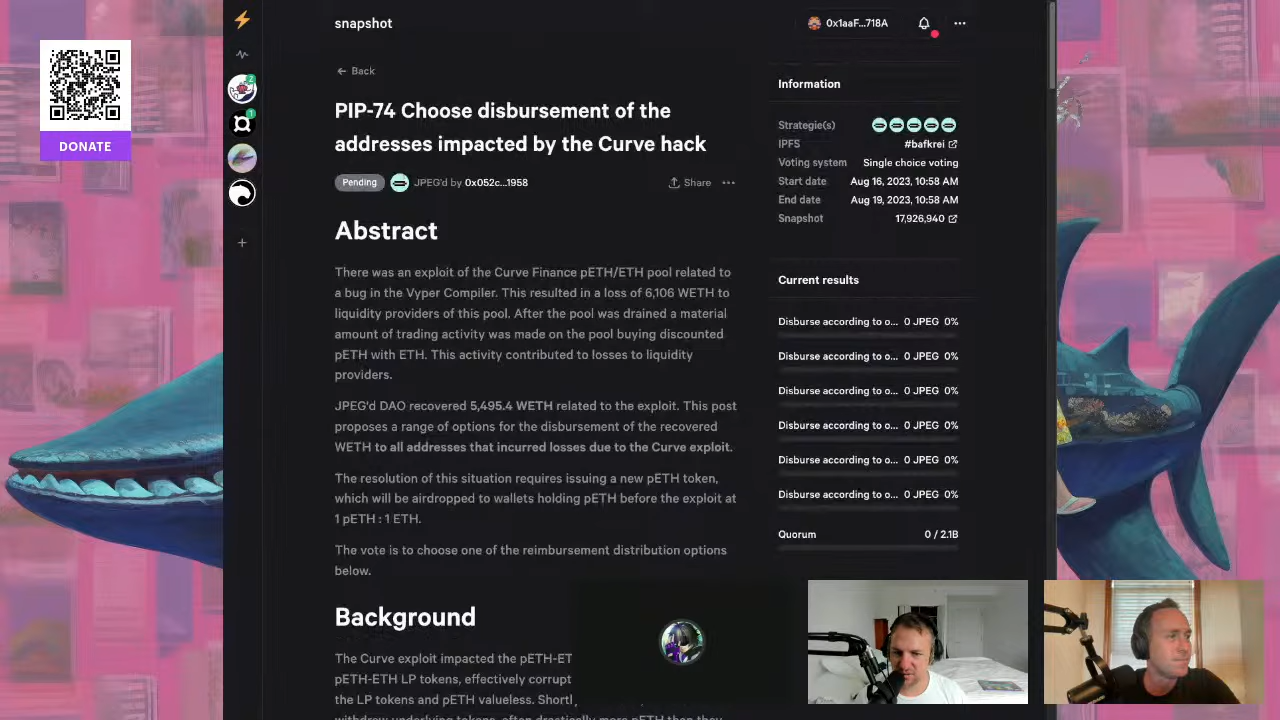 DONATE
2
1
snapshot
0x1aaF...718A
Back
PIP-74 Choose disbursement of the
addresses impacted by the Curve hack
Pending
JPEG'd by 0x052c...1958
Share
Abstract
There was an exploit of the Curve Finance pETH/ETH pool related to
a bug in the Vyper Compiler. This resulted in a loss of 6,106 WETH to
liquidity providers of this pool. After the pool was drained a material
amount of trading activity was made on the pool buying discounted
pETH with ETH. This activity contributed to losses to liquidity
providers.
JPEG'd DAO recovered 5,495.4 WETH related to the exploit. This post
proposes a range of options for the disbursement of the recovered
WETH to all addresses that incurred losses due to the Curve exploit.
The resolution of this situation requires issuing a new pETH token,
which will be airdropped to wallets holding pETH before the exploit at
1 pETH : 1 ETH.
The vote is to choose one of the reimbursement distribution options
below.
Background
The Curve exploit impacted the pETH-ET
pETH-ETH LP tokens, effectively corrupt
the LP tokens and pETH valueless. Shortl
withdraw underlying tokens, often drastically more pETH than they
Information
Strategie(s)
IPFS #bafkrei
Voting system Single choice voting
Start date Aug 16, 2023, 10:58 AM
End date Aug 19, 2023, 10:58 AM
Snapshot 17,926,940
Current results
Disburse according to o... 0 JPEG 0%
Disburse according to o... 0 JPEG 0%
Disburse according to o... 0 JPEG 0%
Disburse according to o... 0 JPEG 0%
Disburse according to o... 0 JPEG 0%
Disburse according to o... 0 JPEG 0%
Quorum 0 / 2.1B